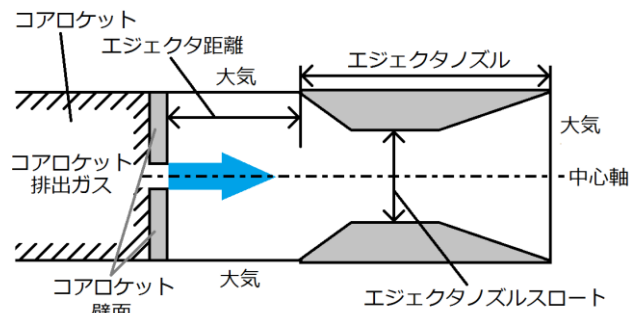 コアロケット
エジェクタ距離
大気
エジェクタノズル
大気
コアロケット
排出ガス
中心軸
コアロケット
壁面
大気
エジェクタノズルスロート